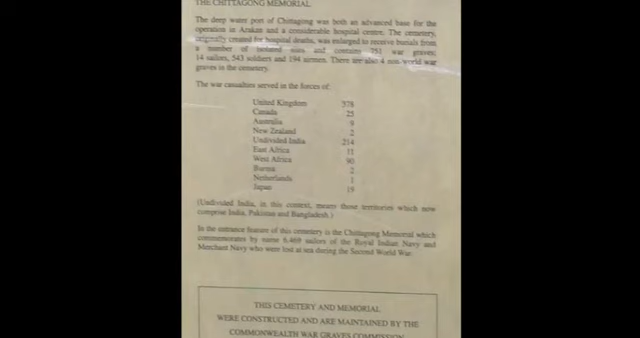 THE CHITTAGONG MEMORIAL
The deep water port of Chittagong was both an advanced base for the
operation in Arakan and a considerable hospital centre. The cemetery,
originally created for hospital deaths, was enlarged to receive burials from
a number of isolated sites and contains 751 war graves;
14 sailors, 543 soldiers and 194 airmen. There are also 4 non-world war
graves in the cemetery.
The war casualties served in the forces of:
United Kingdom 378
Canada 25
Australia 9
New Zealand 2
Undivided India 214
East Africa 11
West Africa 90
Burma 2
Netherlands 1
Japan 19
(Undivided India, in this context, means those territories which now
comprise India, Pakistan and Bangladesh.)
In the entrance feature of this cemetery is the Chittagong Memorial which
commemorates by name 6,469 sailors of the Royal Indian Navy and
Merchant Navy who were lost at sea during the Second World War.
THIS CEMETERY AND MEMORIAL
WERE CONSTRUCTED AND ARE MAINTAINED BY THE
COMMONWEALTH WAR GRAVES COMMISSION